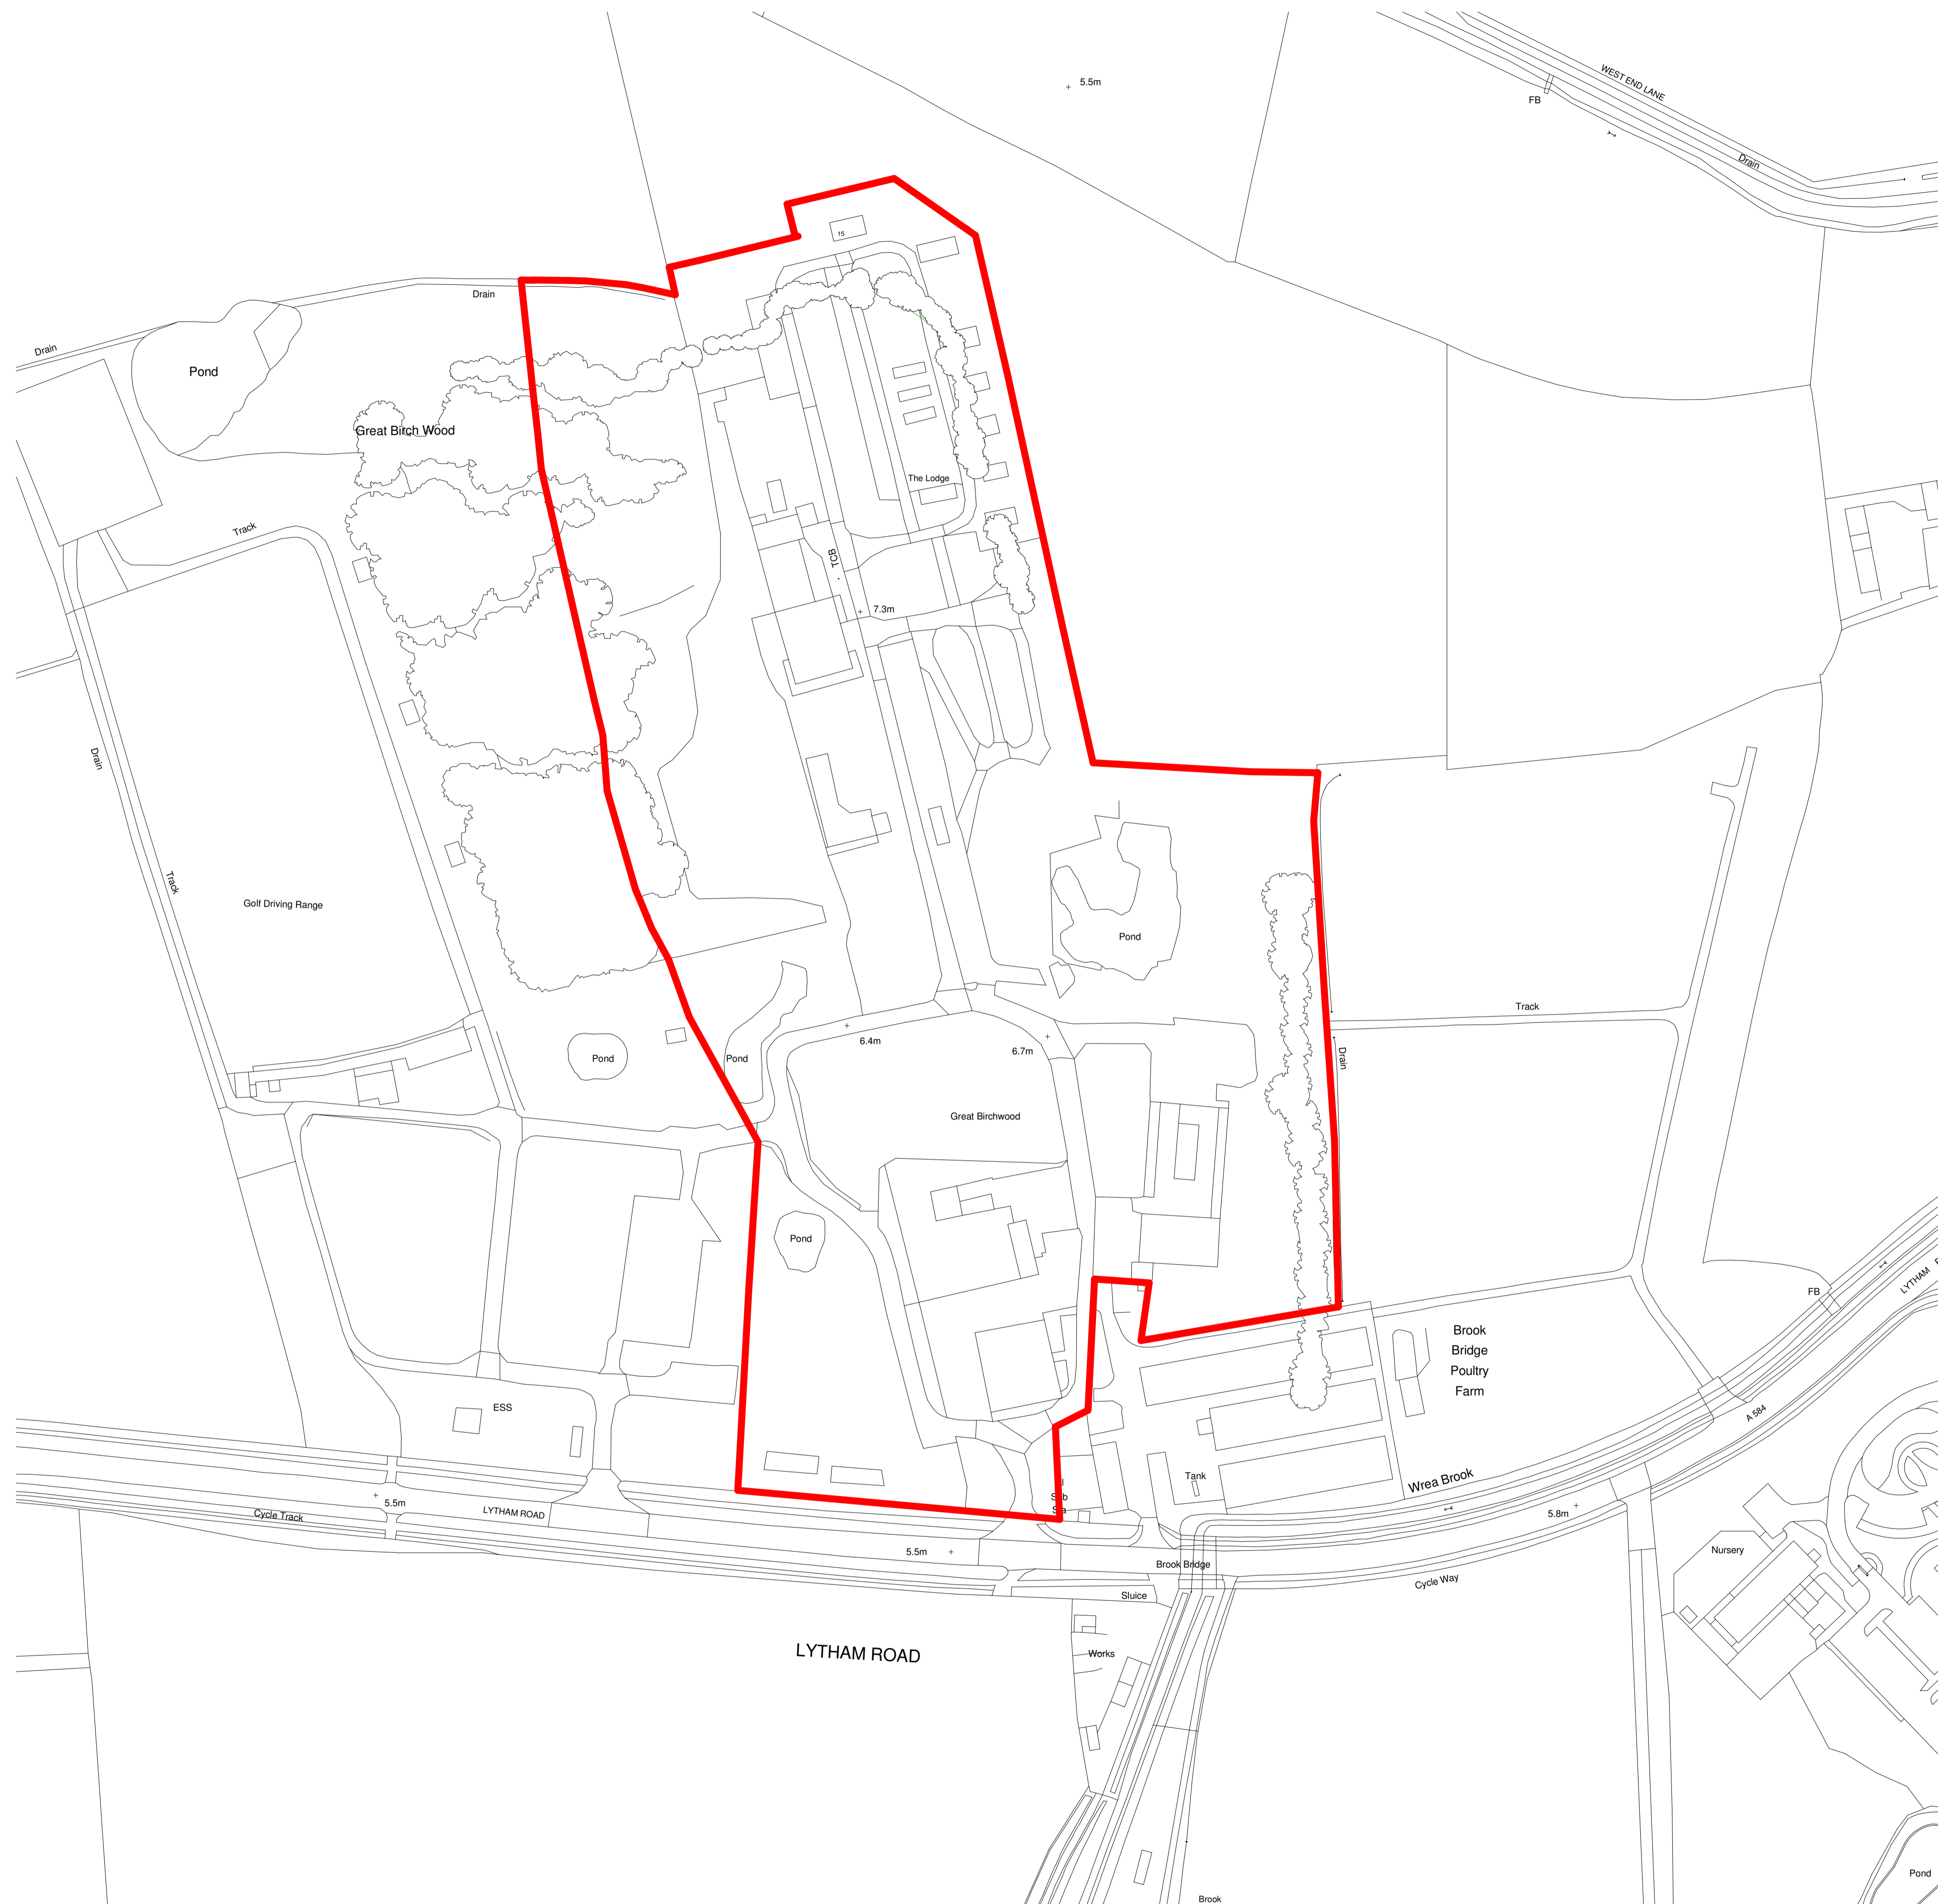 5.5m
WEST END LANE
FB
Drain
15
Drain
Drain
Pond
Great Birch Wood
The Lodge
Track
TCB
7.3m
Drain
Track
Golf Driving Range
Pond
Track
6.4m
6.7m
Pond
Pond
Drain
Great Birchwood
Pond
LYTHAM
FB
Brook
Bridge
Poultry
Farm
ESS
A 584
Wrea Brook
Tank
Sub
Sta
5.5m
LYTHAM ROAD
Cycle Track
5.8m
5.5m
Nursery
Brook Bridge
Cycle Way
Sluice
LYTHAM ROAD
Works
Pond
Brook